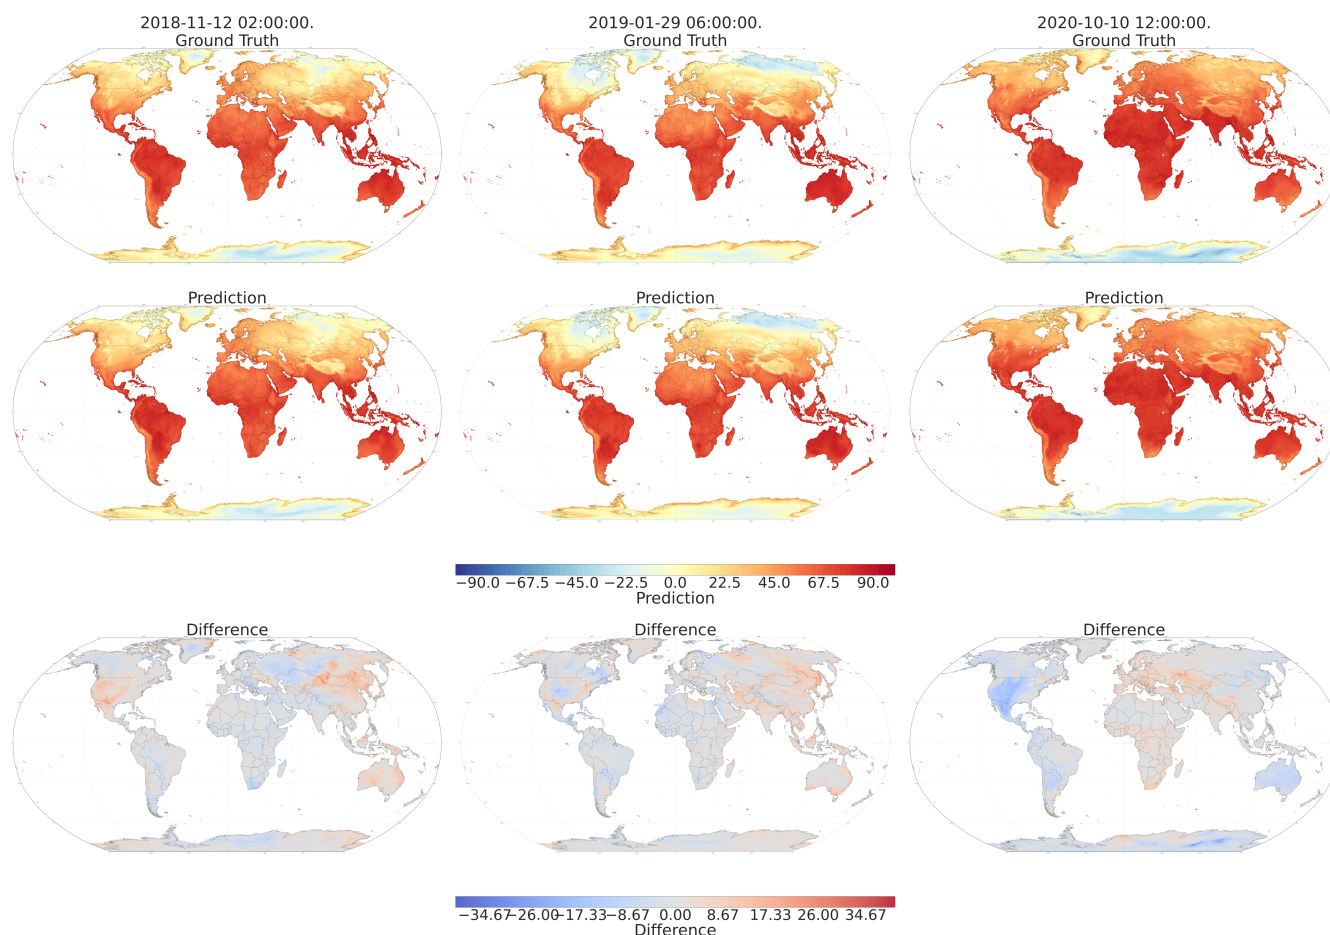 2018-11-12 02:00:00.
Ground Truth
2019-01-29 06:00:00.
Ground Truth
2020-10-10 12:00:00.
Ground Truth
Prediction
Prediction
Prediction
−90.0 −67.5 −45.0 −22.5 0.0 22.5 45.0 67.5 90.0
Prediction
Difference
Difference
Difference
−34.67 −26.00 −17.33 −8.67 0.00 8.67 17.33 26.00 34.67
Difference